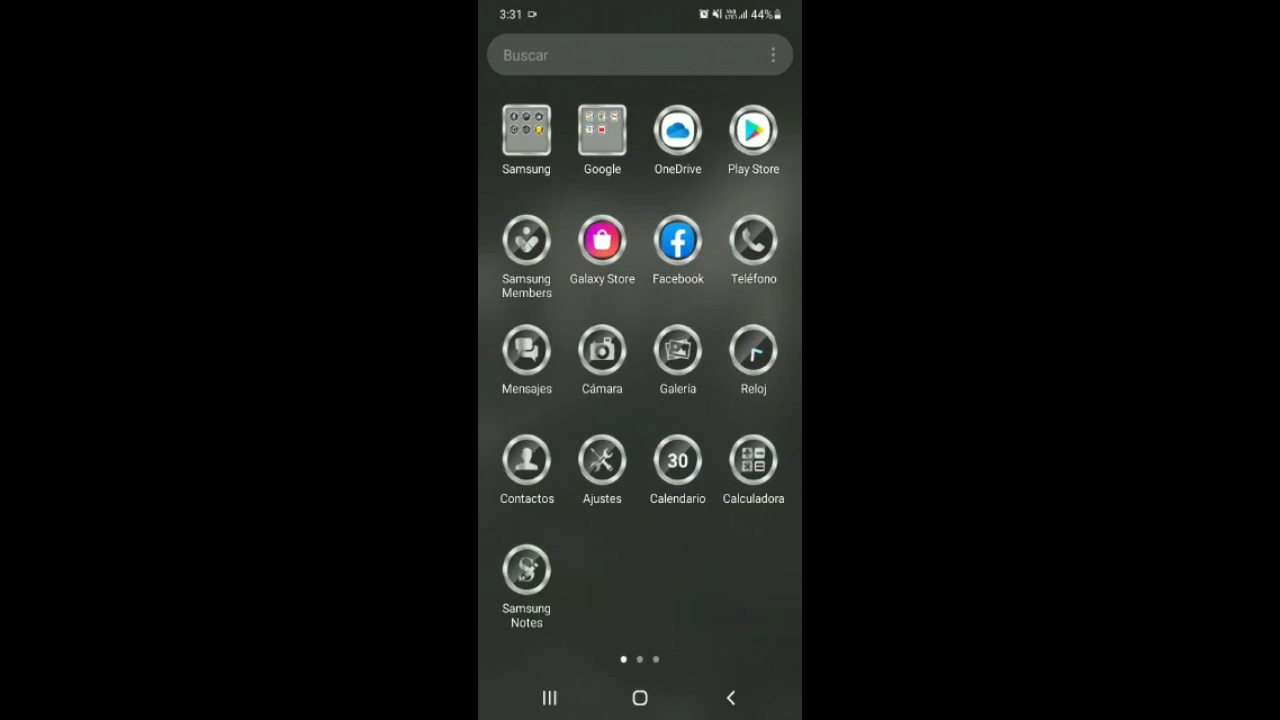 3:31 44%
Buscar
Samsung Google OneDrive Play Store
Samsung Members Galaxy Store Facebook Teléfono
Mensajes Cámara Galería Reloj
30
Contactos Ajustes Calendario Calculadora
Samsung
Notes